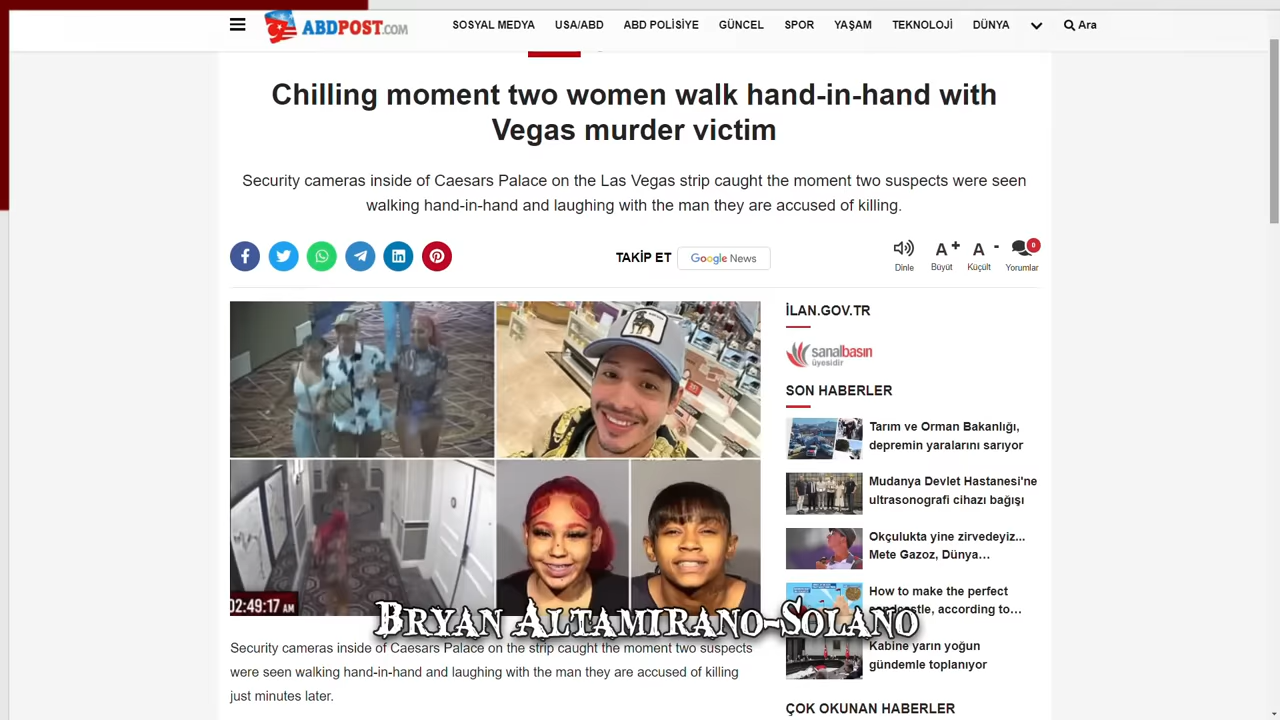 ABDPOST.COM
SOSYAL MEDYA USA/ABD ABD POLİSİYE GÜNCEL SPOR YAŞAM TEKNOLOJİ DÜNYA Ara
Chilling moment two women walk hand-in-hand with
Vegas murder victim
Security cameras inside of Caesars Palace on the Las Vegas strip caught the moment two suspects were seen
walking hand-in-hand and laughing with the man they are accused of killing.
TAKİP ET Google News
A+ A- 0
Dinle Büyüt Küçült Yorumlar
02:49:17 AM
BRYAN ALTAMIRANO-SOLANO
Security cameras inside of Caesars Palace on the strip caught the moment two suspects
were seen walking hand-in-hand and laughing with the man they are accused of killing
just minutes later.
İLAN.GOV.TR
sanalbasın
üyesidir
SON HABERLER
Tarım ve Orman Bakanlığı,
depremin yaralarını sarıyor
Mudanya Devlet Hastanesi'ne
ultrasonografi cihazı bağışı
Okçulukta yine zirvedeyiz...
Mete Gazoz, Dünya…
How to make the perfect
sandcastle, according to…
Kabine yarın yoğun
gündemle toplanıyor
ÇOK OKUNAN HABERLER